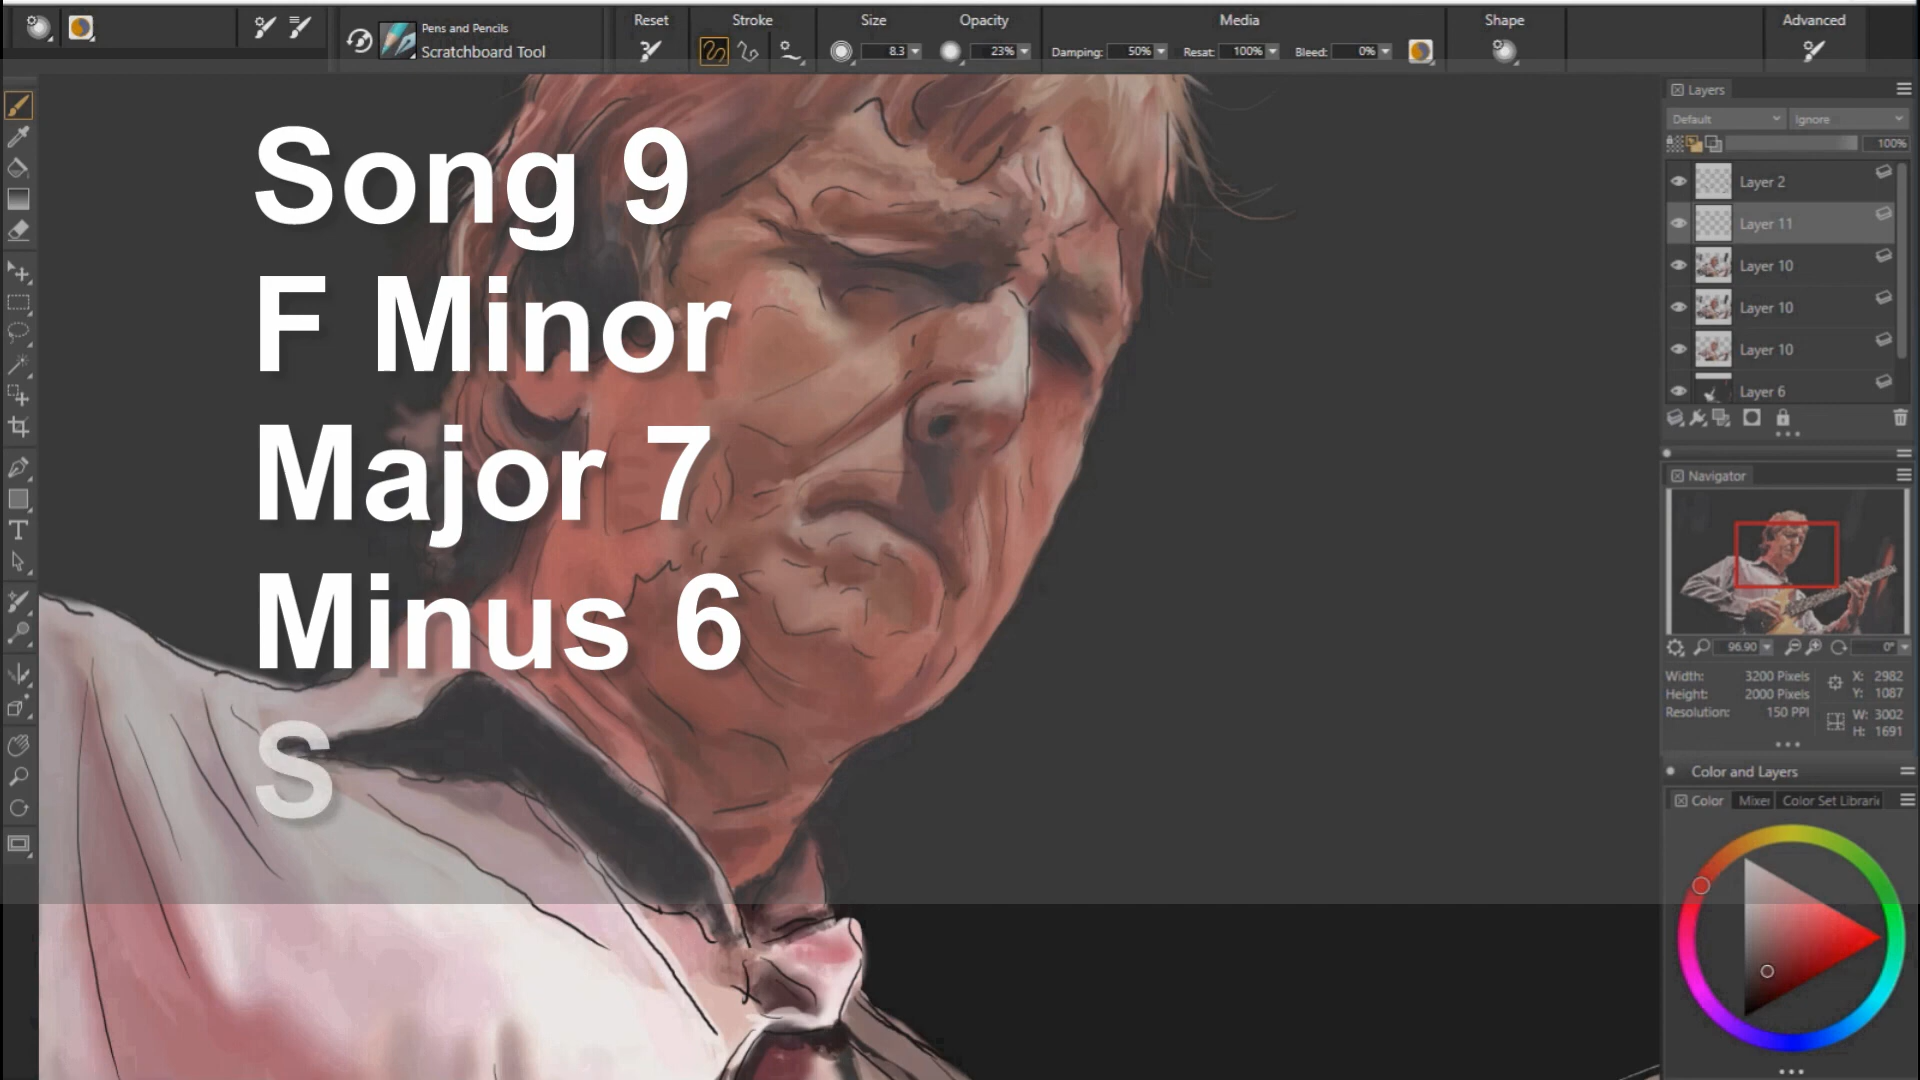 Reset
Stroke
Size
Opacity
Media
Shape
Advanced
Pens and Pencils
Scratchboard Tool
8.3
23%
Damping: 50%
Resat: 100%
Bleed: 0%
Song 9
F Minor
Major 7
Minus 6
S
Layers
Default
Ignore
100%
Layer 2
Layer 11
Layer 10
Layer 10
Layer 10
Layer 6
Navigator
96.90
0°
Width: 3200 Pixels
Height: 2000 Pixels
Resolution: 150 PPI
X: 2982
Y: 1087
W: 3002
H: 1691
Color and Layers
Color
Mixer
Color Set Librari